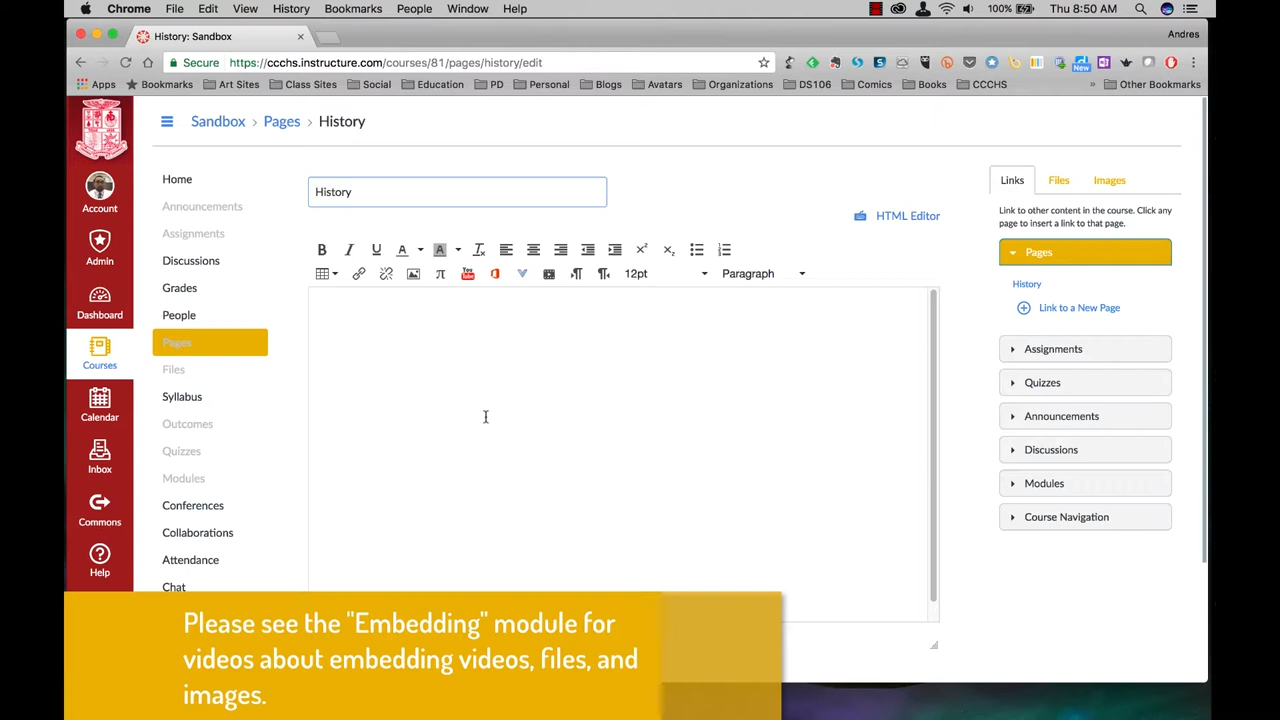 Chrome File Edit View History Bookmarks People Window Help 100% Thu 8:50 AM
History: Sandbox × Andres
Secure https://ccchs.instructure.com/courses/81/pages/history/edit
Apps Bookmarks Art Sites Class Sites Social Education PD Personal Blogs Avatars Organizations DS106 Comics Books CCCHS » Other Bookmarks
New
Sandbox > Pages > History
Account
Admin
Dashboard
Courses
Calendar
Inbox
Commons
Help
Home
Announcements
Assignments
Discussions
Grades
People
Pages
Files
Syllabus
Outcomes
Quizzes
Modules
Conferences
Collaborations
Attendance
Chat
History
HTML Editor
B I U A A
You Tube 12pt Paragraph
Links Files Images
Link to other content in the course. Click any
page to insert a link to that page.
Pages
History
Link to a New Page
Assignments
Quizzes
Announcements
Discussions
Modules
Course Navigation
Please see the "Embedding" module for
videos about embedding videos, files, and
images.